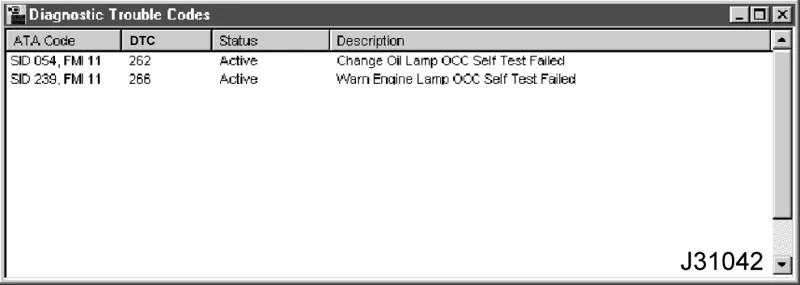 Diagnostic Trouble Codes
ATA Code DTC Status Description
SID 054, FMI 11 262 Active Change Oil Lamp OCC Self Test Failed
SID 239, FMI 11 266 Active Warn Engine Lamp OCC Self Test Failed
J31042